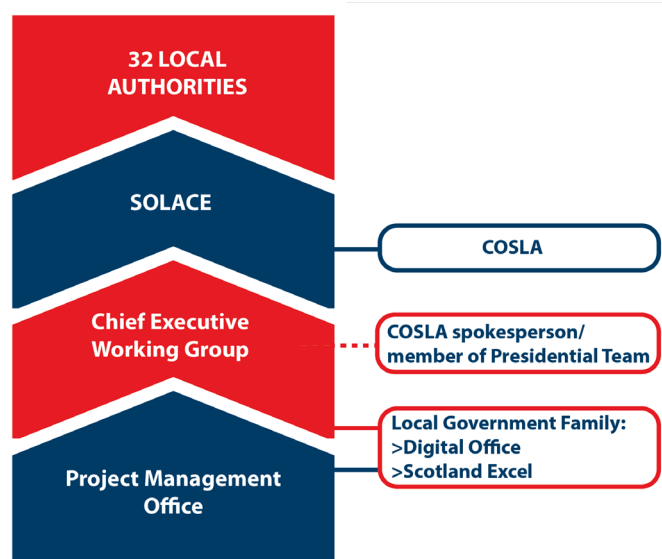 32 LOCAL
AUTHORITIES
SOLACE
COSLA
Chief Executive
Working Group
COSLA spokesperson/
member of Presidential Team
Local Government Family:
>Digital Office
>Scotland Excel
Project Management
Office